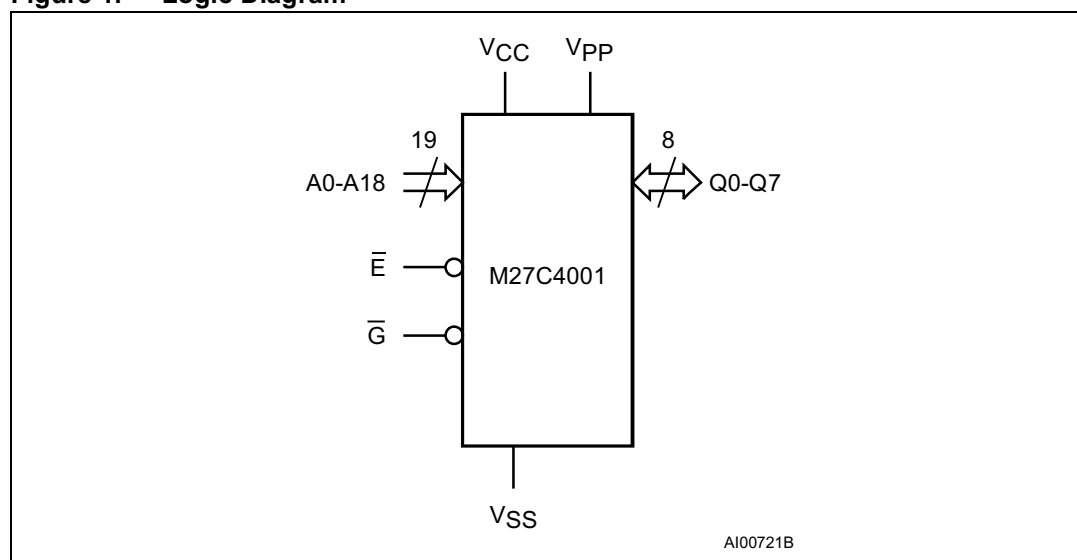 Figure 1. Logic Diagram
VCC VPP
19 8
A0-A18 Q0-Q7
E̅
M27C4001
G̅
VSS
AI00721B